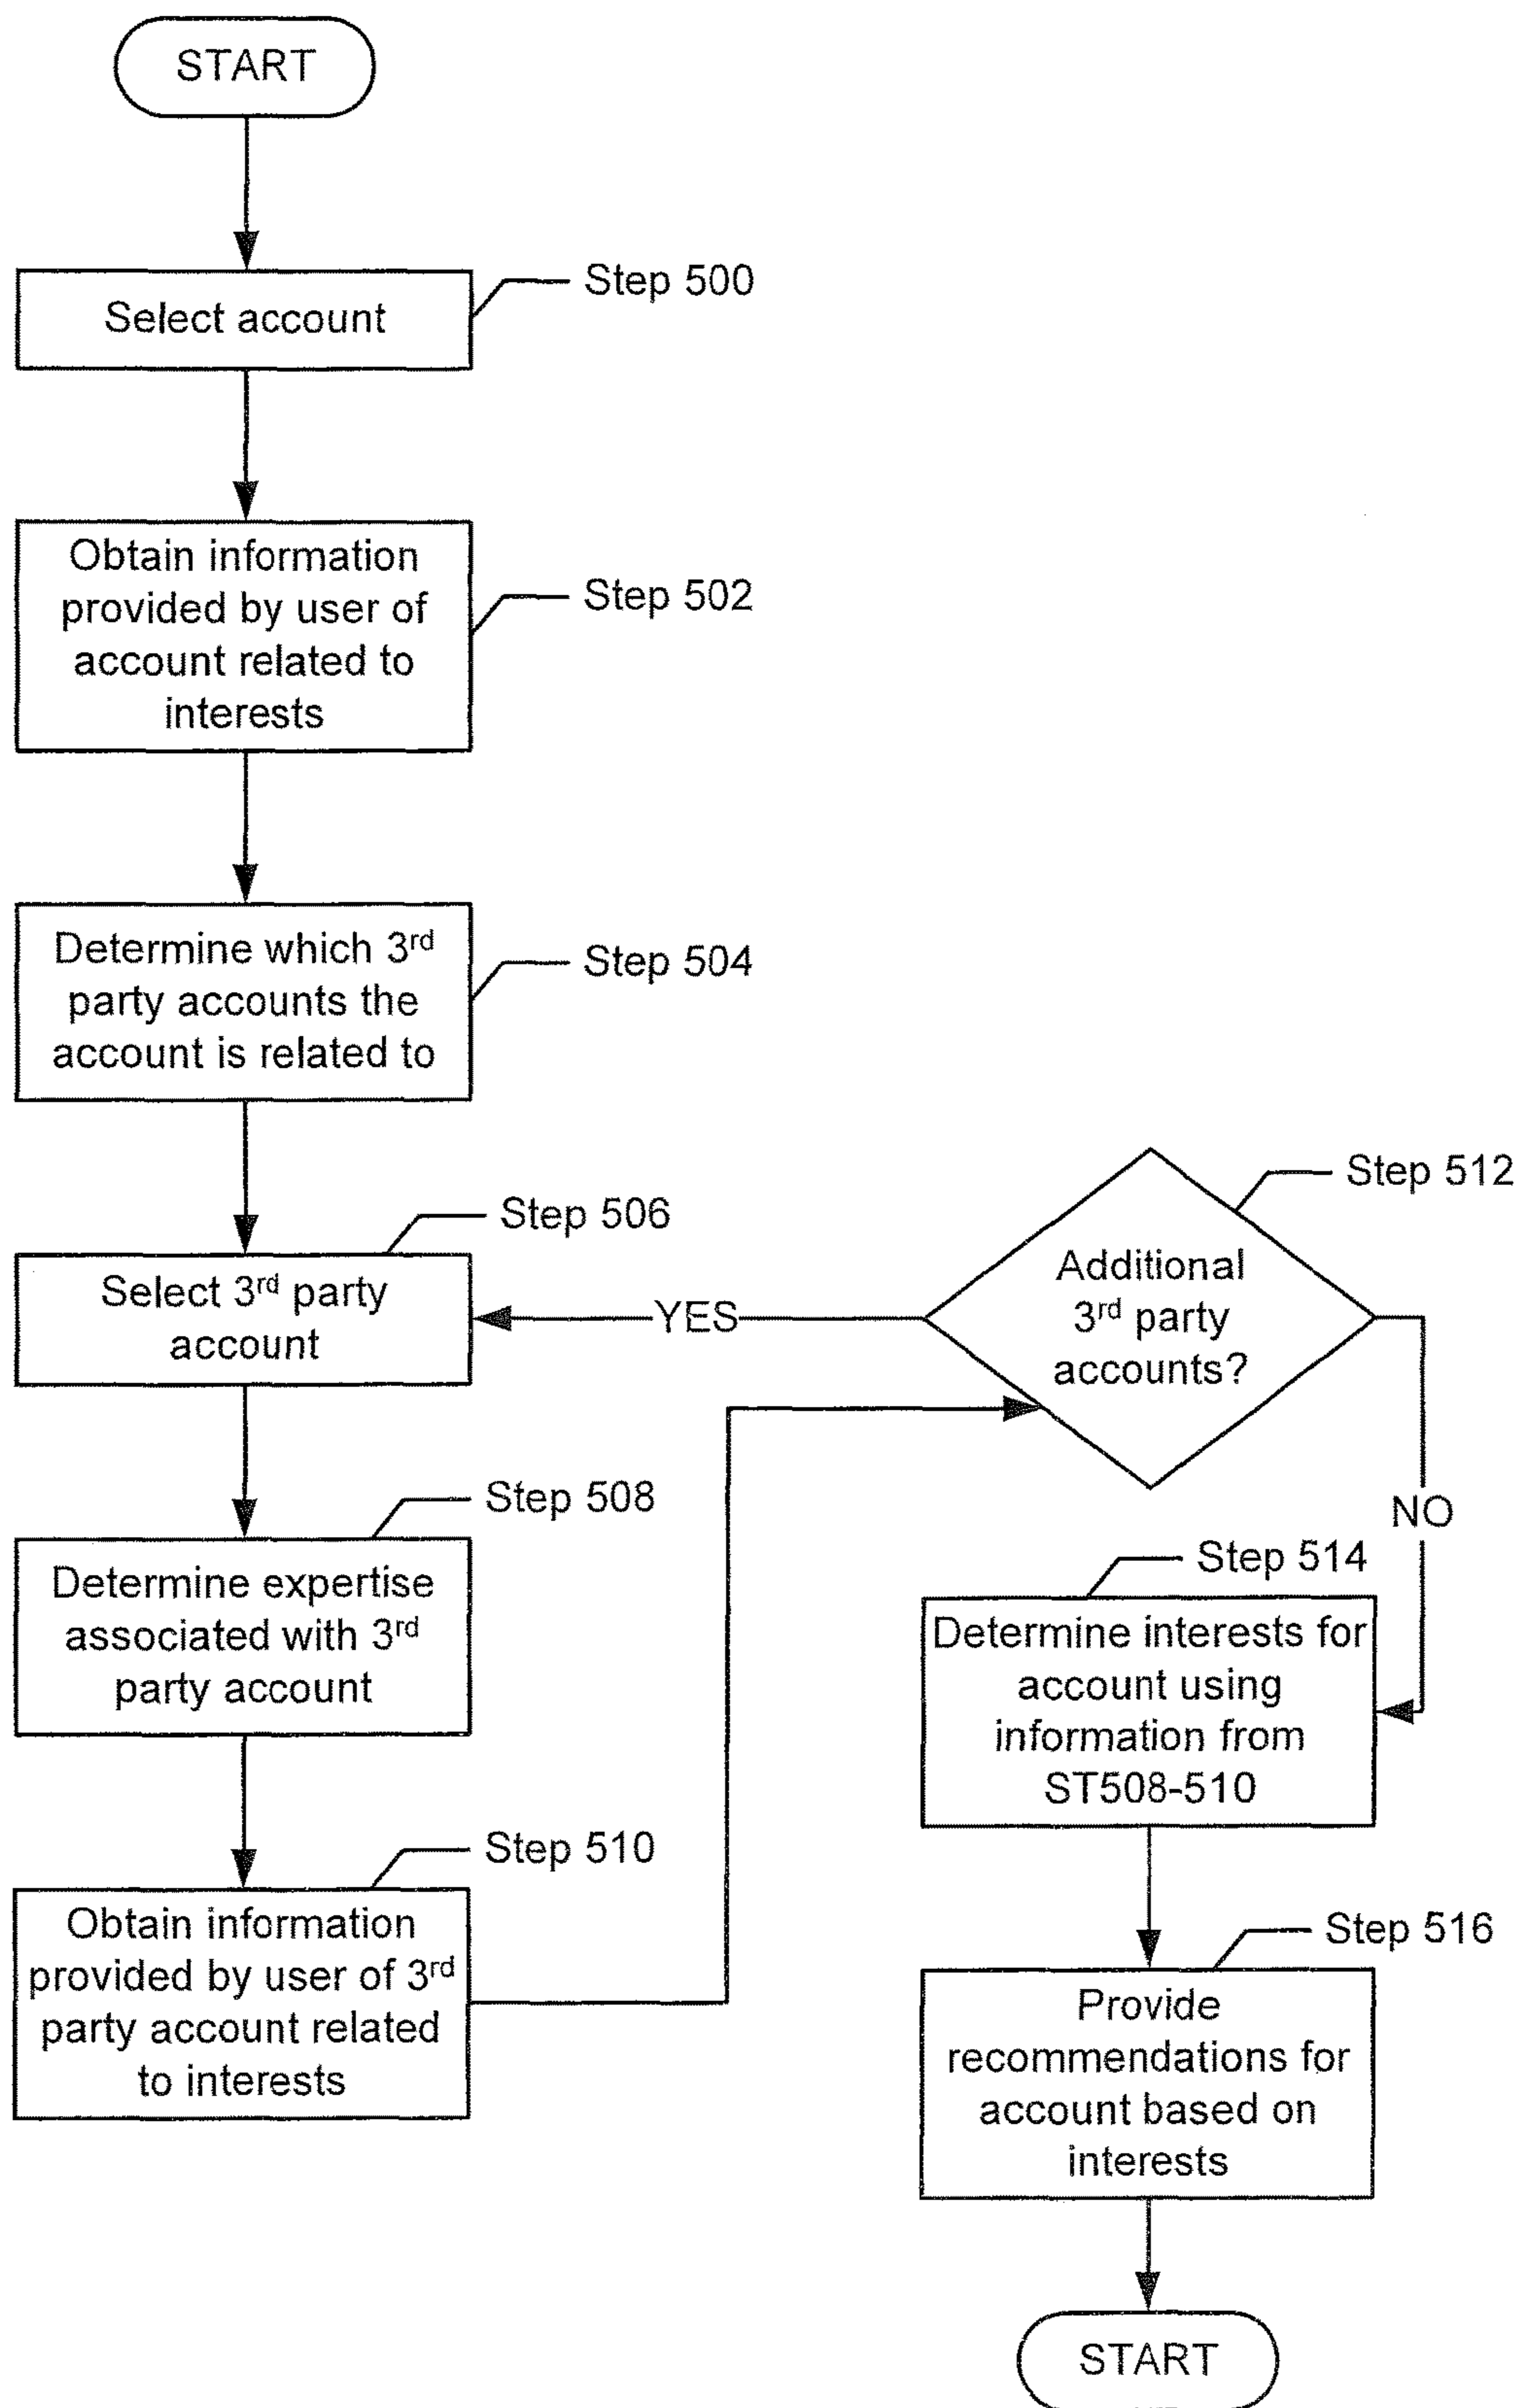 START
Select account
Step 500
Obtain information
provided by user of
account related to
interests
Step 502
Determine which 3rd
party accounts the
account is related to
Step 504
Select 3rd party
account
Step 506
Determine expertise
associated with 3rd
party account
Step 508
Obtain information
provided by user of 3rd
party account related
to interests
Step 510
Additional
3rd party
accounts?
Step 512
YES
NO
Determine interests for
account using
information from
ST508-510
Step 514
Provide
recommendations for
account based on
interests
Step 516
START